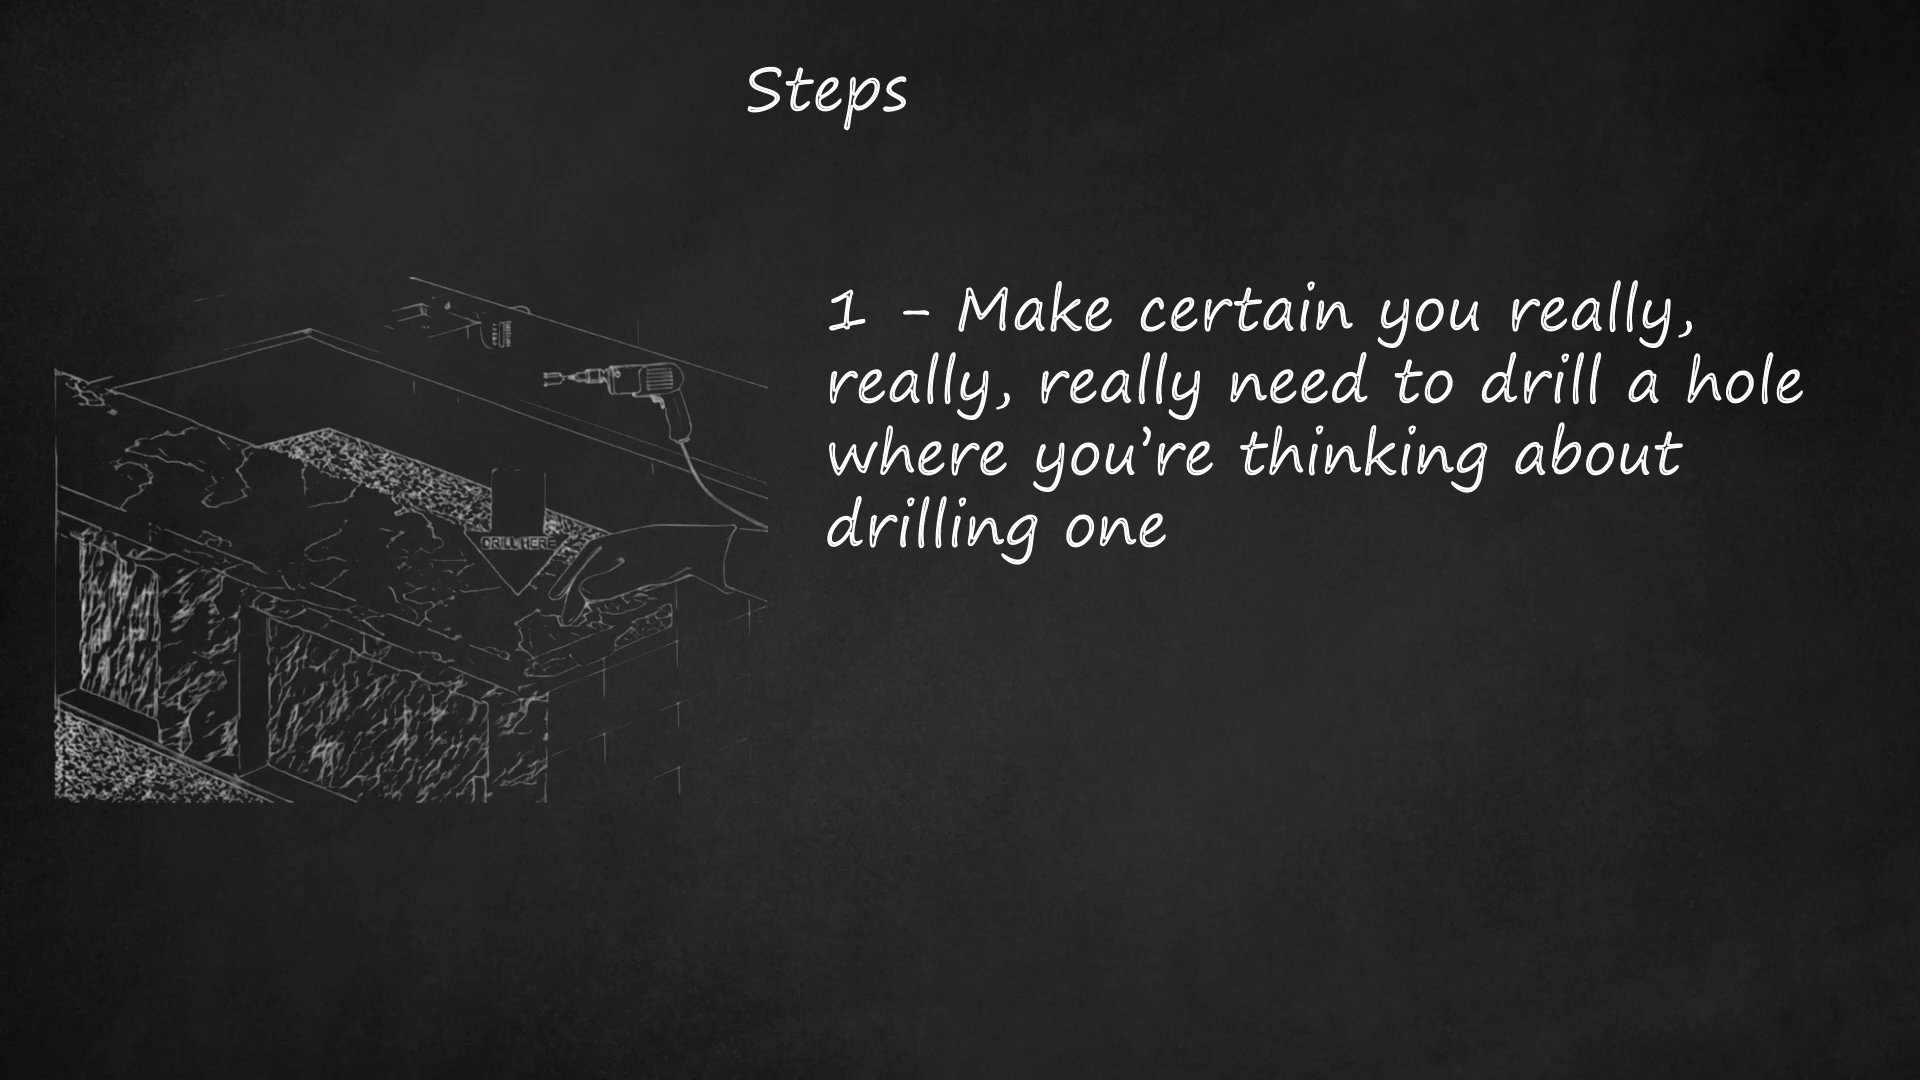 Steps
1 - Make certain you really,
really, really need to drill a hole
where you’re thinking about
drilling one
DRILL HERE